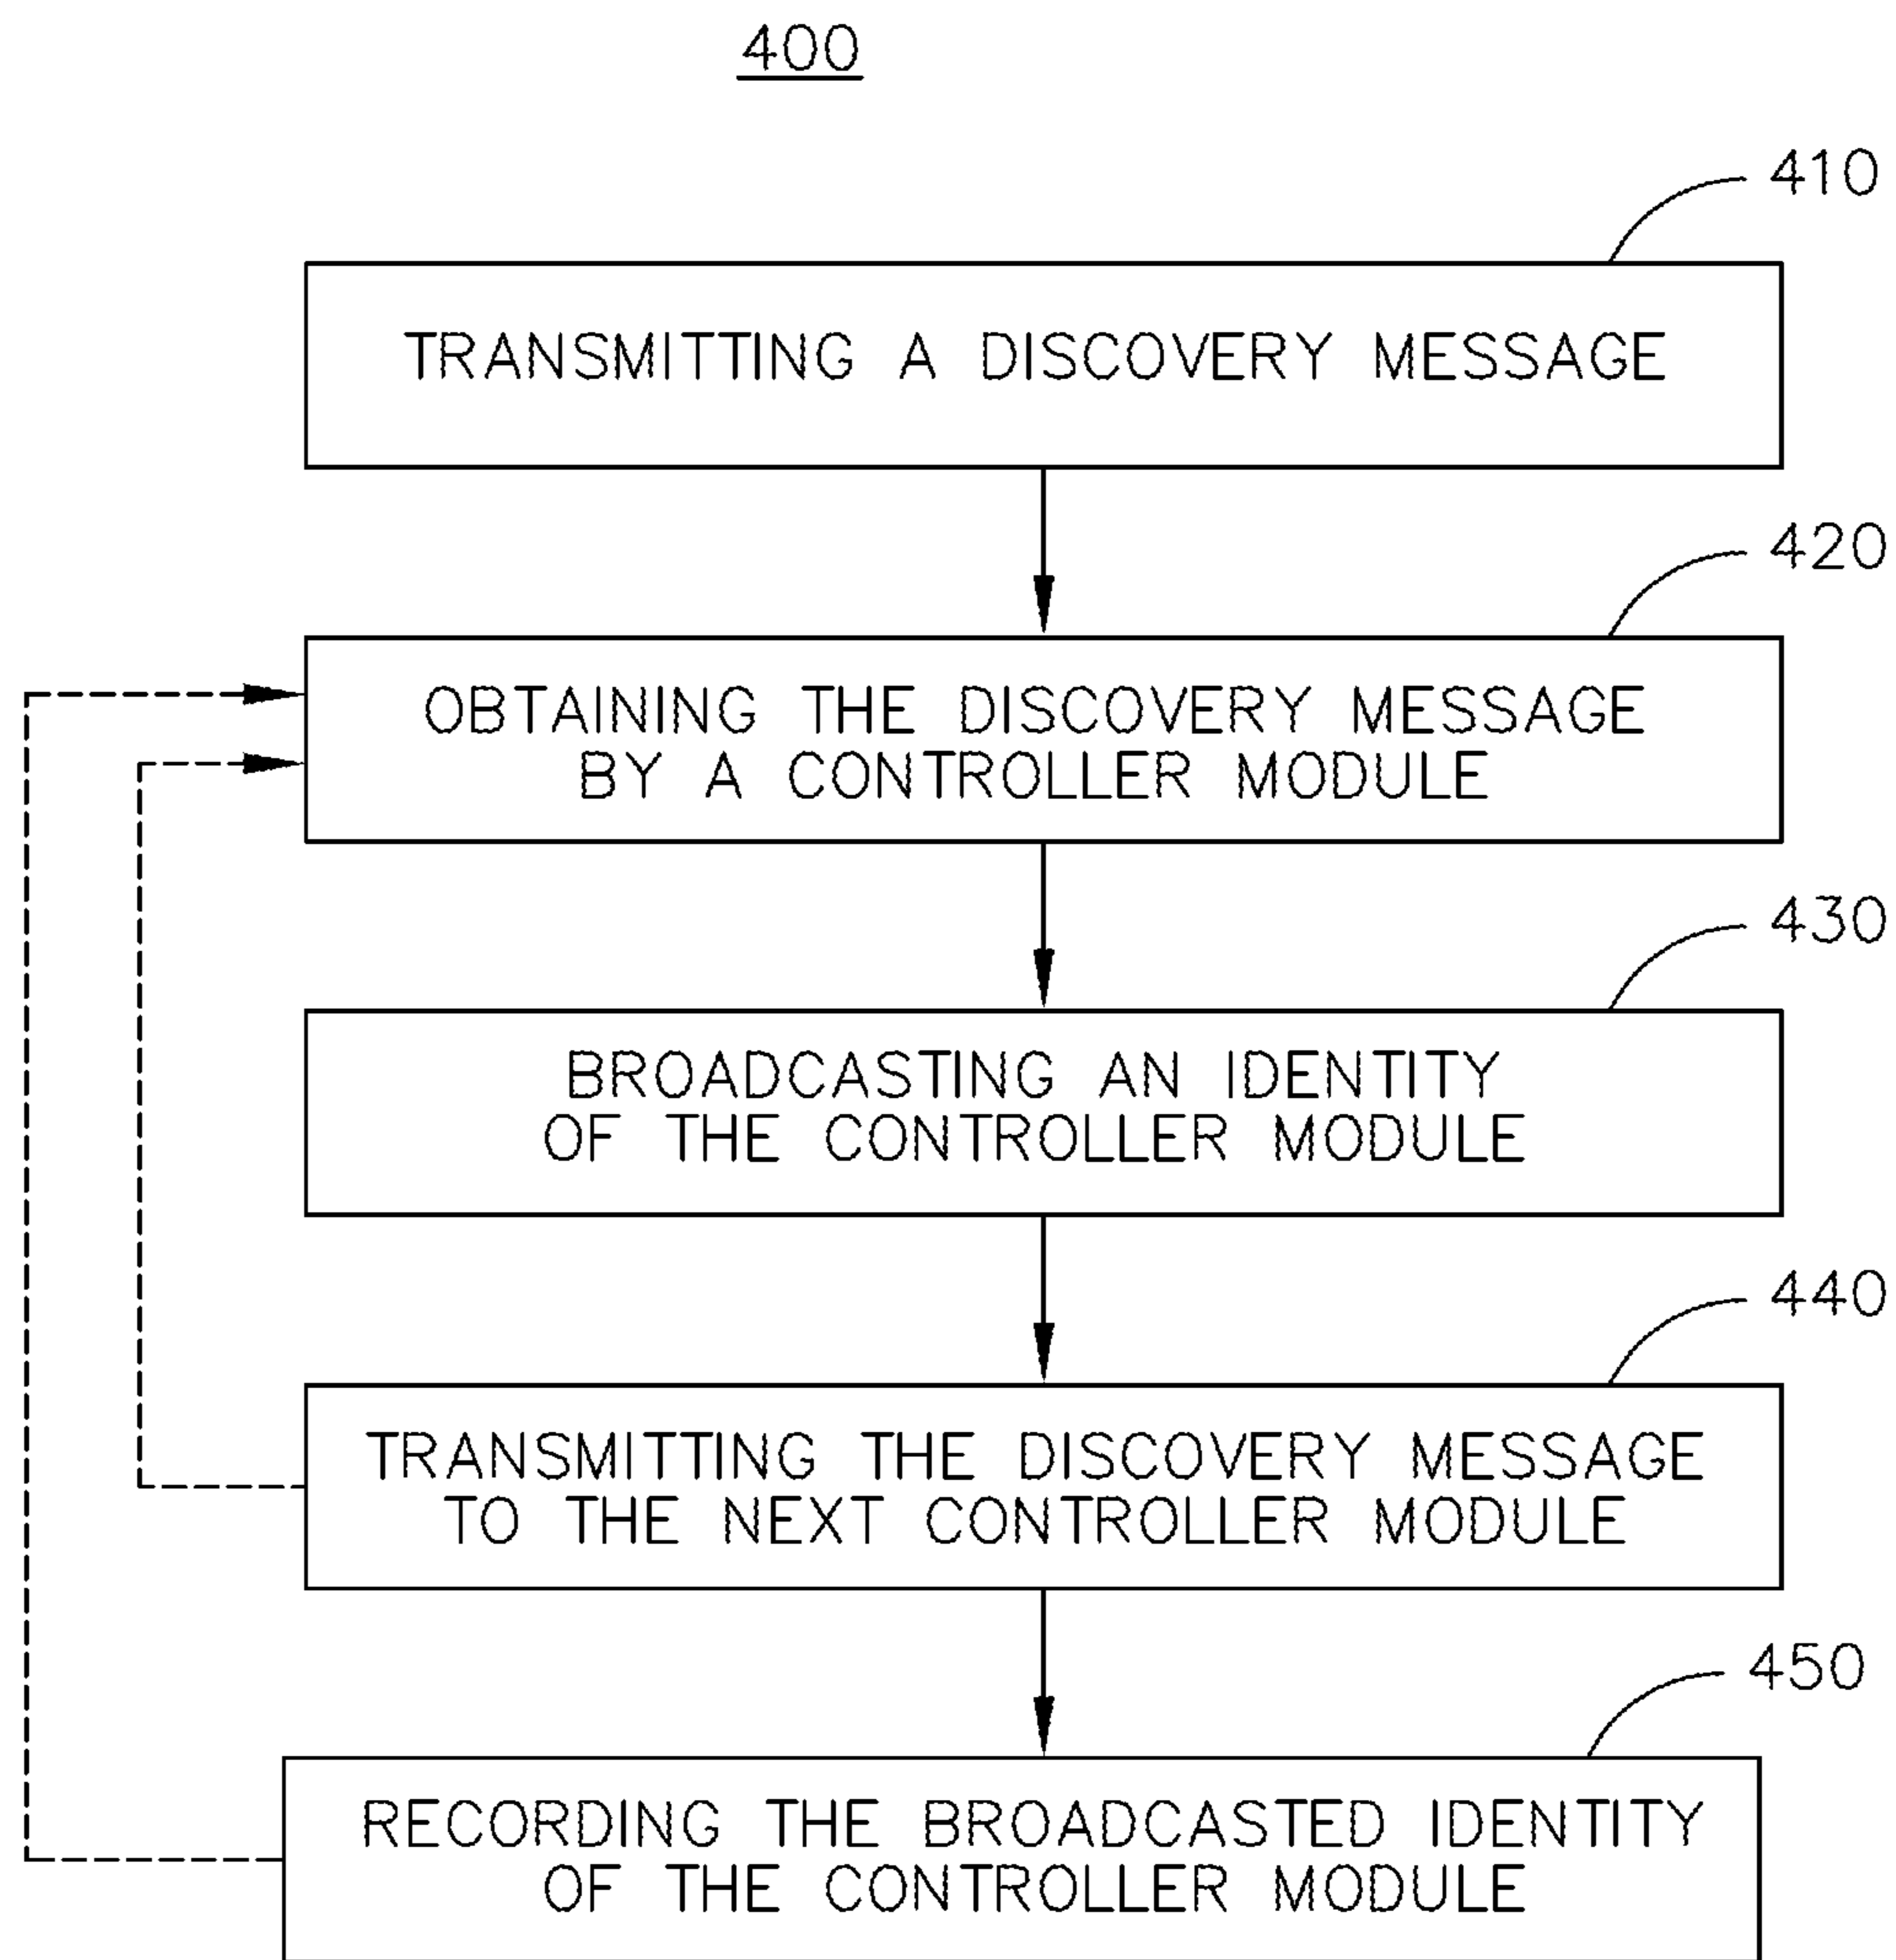 400
410
TRANSMITTING A DISCOVERY MESSAGE
420
OBTAINING THE DISCOVERY MESSAGE
BY A CONTROLLER MODULE
430
BROADCASTING AN IDENTITY
OF THE CONTROLLER MODULE
440
TRANSMITTING THE DISCOVERY MESSAGE
TO THE NEXT CONTROLLER MODULE
450
RECORDING THE BROADCASTED IDENTITY
OF THE CONTROLLER MODULE